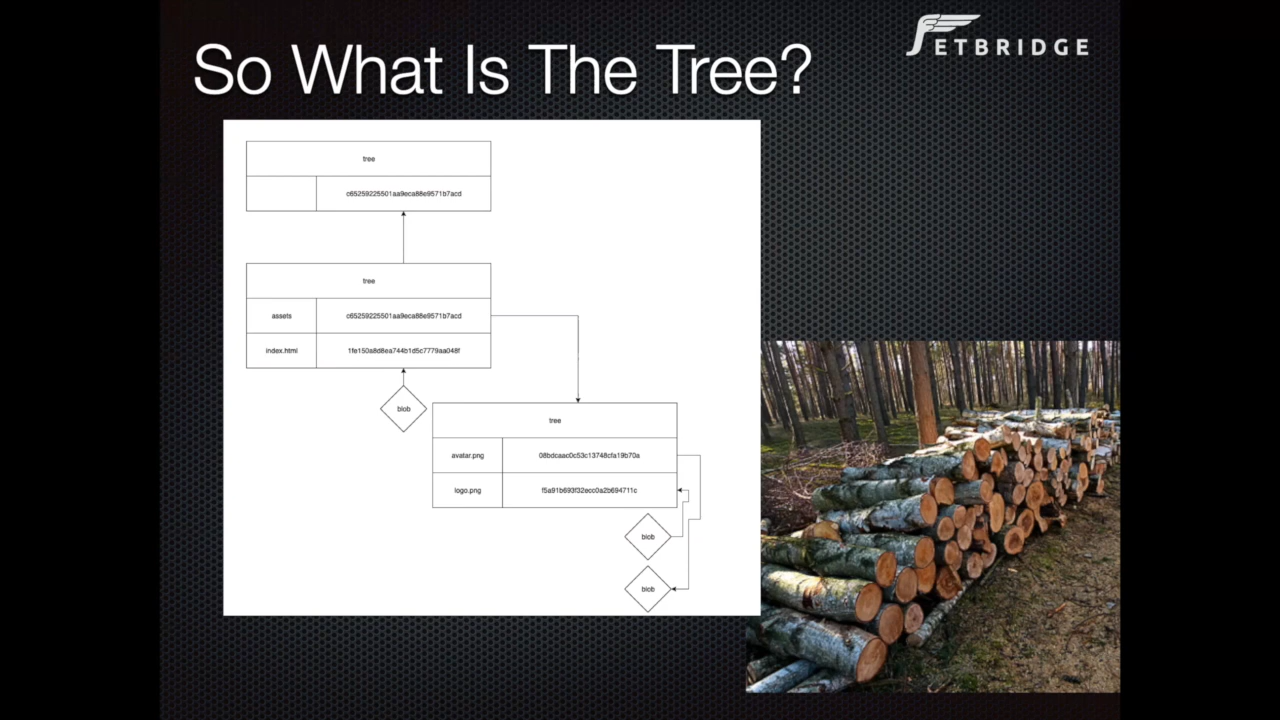 So What Is The Tree?
JETBRIDGE
tree
c65259225501aa9eca88e9571b7acd
tree
assets c65259225501aa9eca88e9571b7acd
index.html 1fe150a8d8ea744b1d5c7779aa048f
blob
tree
avatar.png 08bdcaac0c53c13748cfa19b70a
logo.png f5a91b693f32ecc0a2b694711c
blob
blob